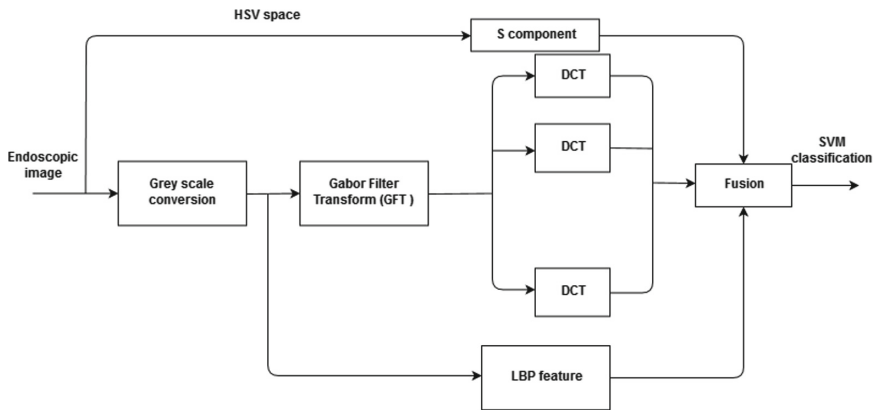 HSV space
S component
DCT
DCT
SVM
classification
Endoscopic
image
Grey scale
conversion
Gabor Filter
Transform (GFT )
Fusion
DCT
LBP feature